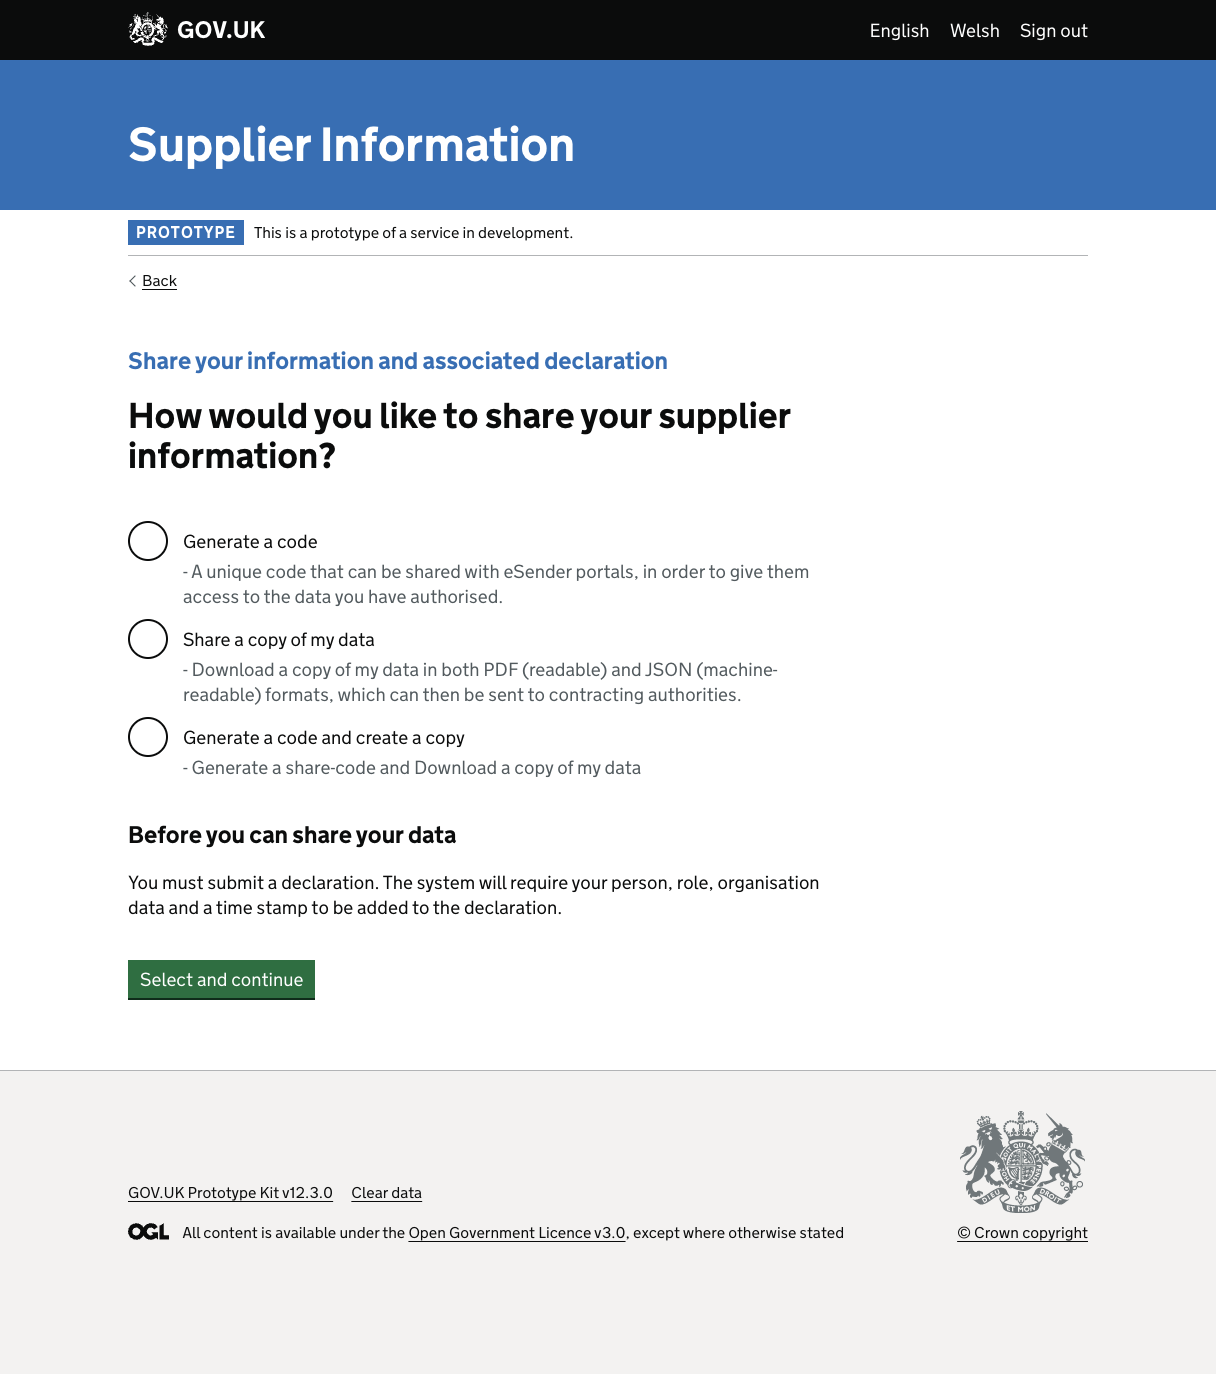 GOV.UK
English Welsh Sign out
Supplier Information
PROTOTYPE This is a prototype of a service in development.
Back
Share your information and associated declaration
How would you like to share your supplier
information?
Generate a code
- A unique code that can be shared with eSender portals, in order to give them
access to the data you have authorised.
Share a copy of my data
- Download a copy of my data in both PDF (readable) and JSON (machine-
readable) formats, which can then be sent to contracting authorities.
Generate a code and create a copy
- Generate a share-code and Download a copy of my data
Before you can share your data
You must submit a declaration. The system will require your person, role, organisation
data and a time stamp to be added to the declaration.
Select and continue
GOV.UK Prototype Kit v12.3.0 Clear data
OGL All content is available under the Open Government Licence v3.0, except where otherwise stated
DIEU ET MON DROIT
© Crown copyright